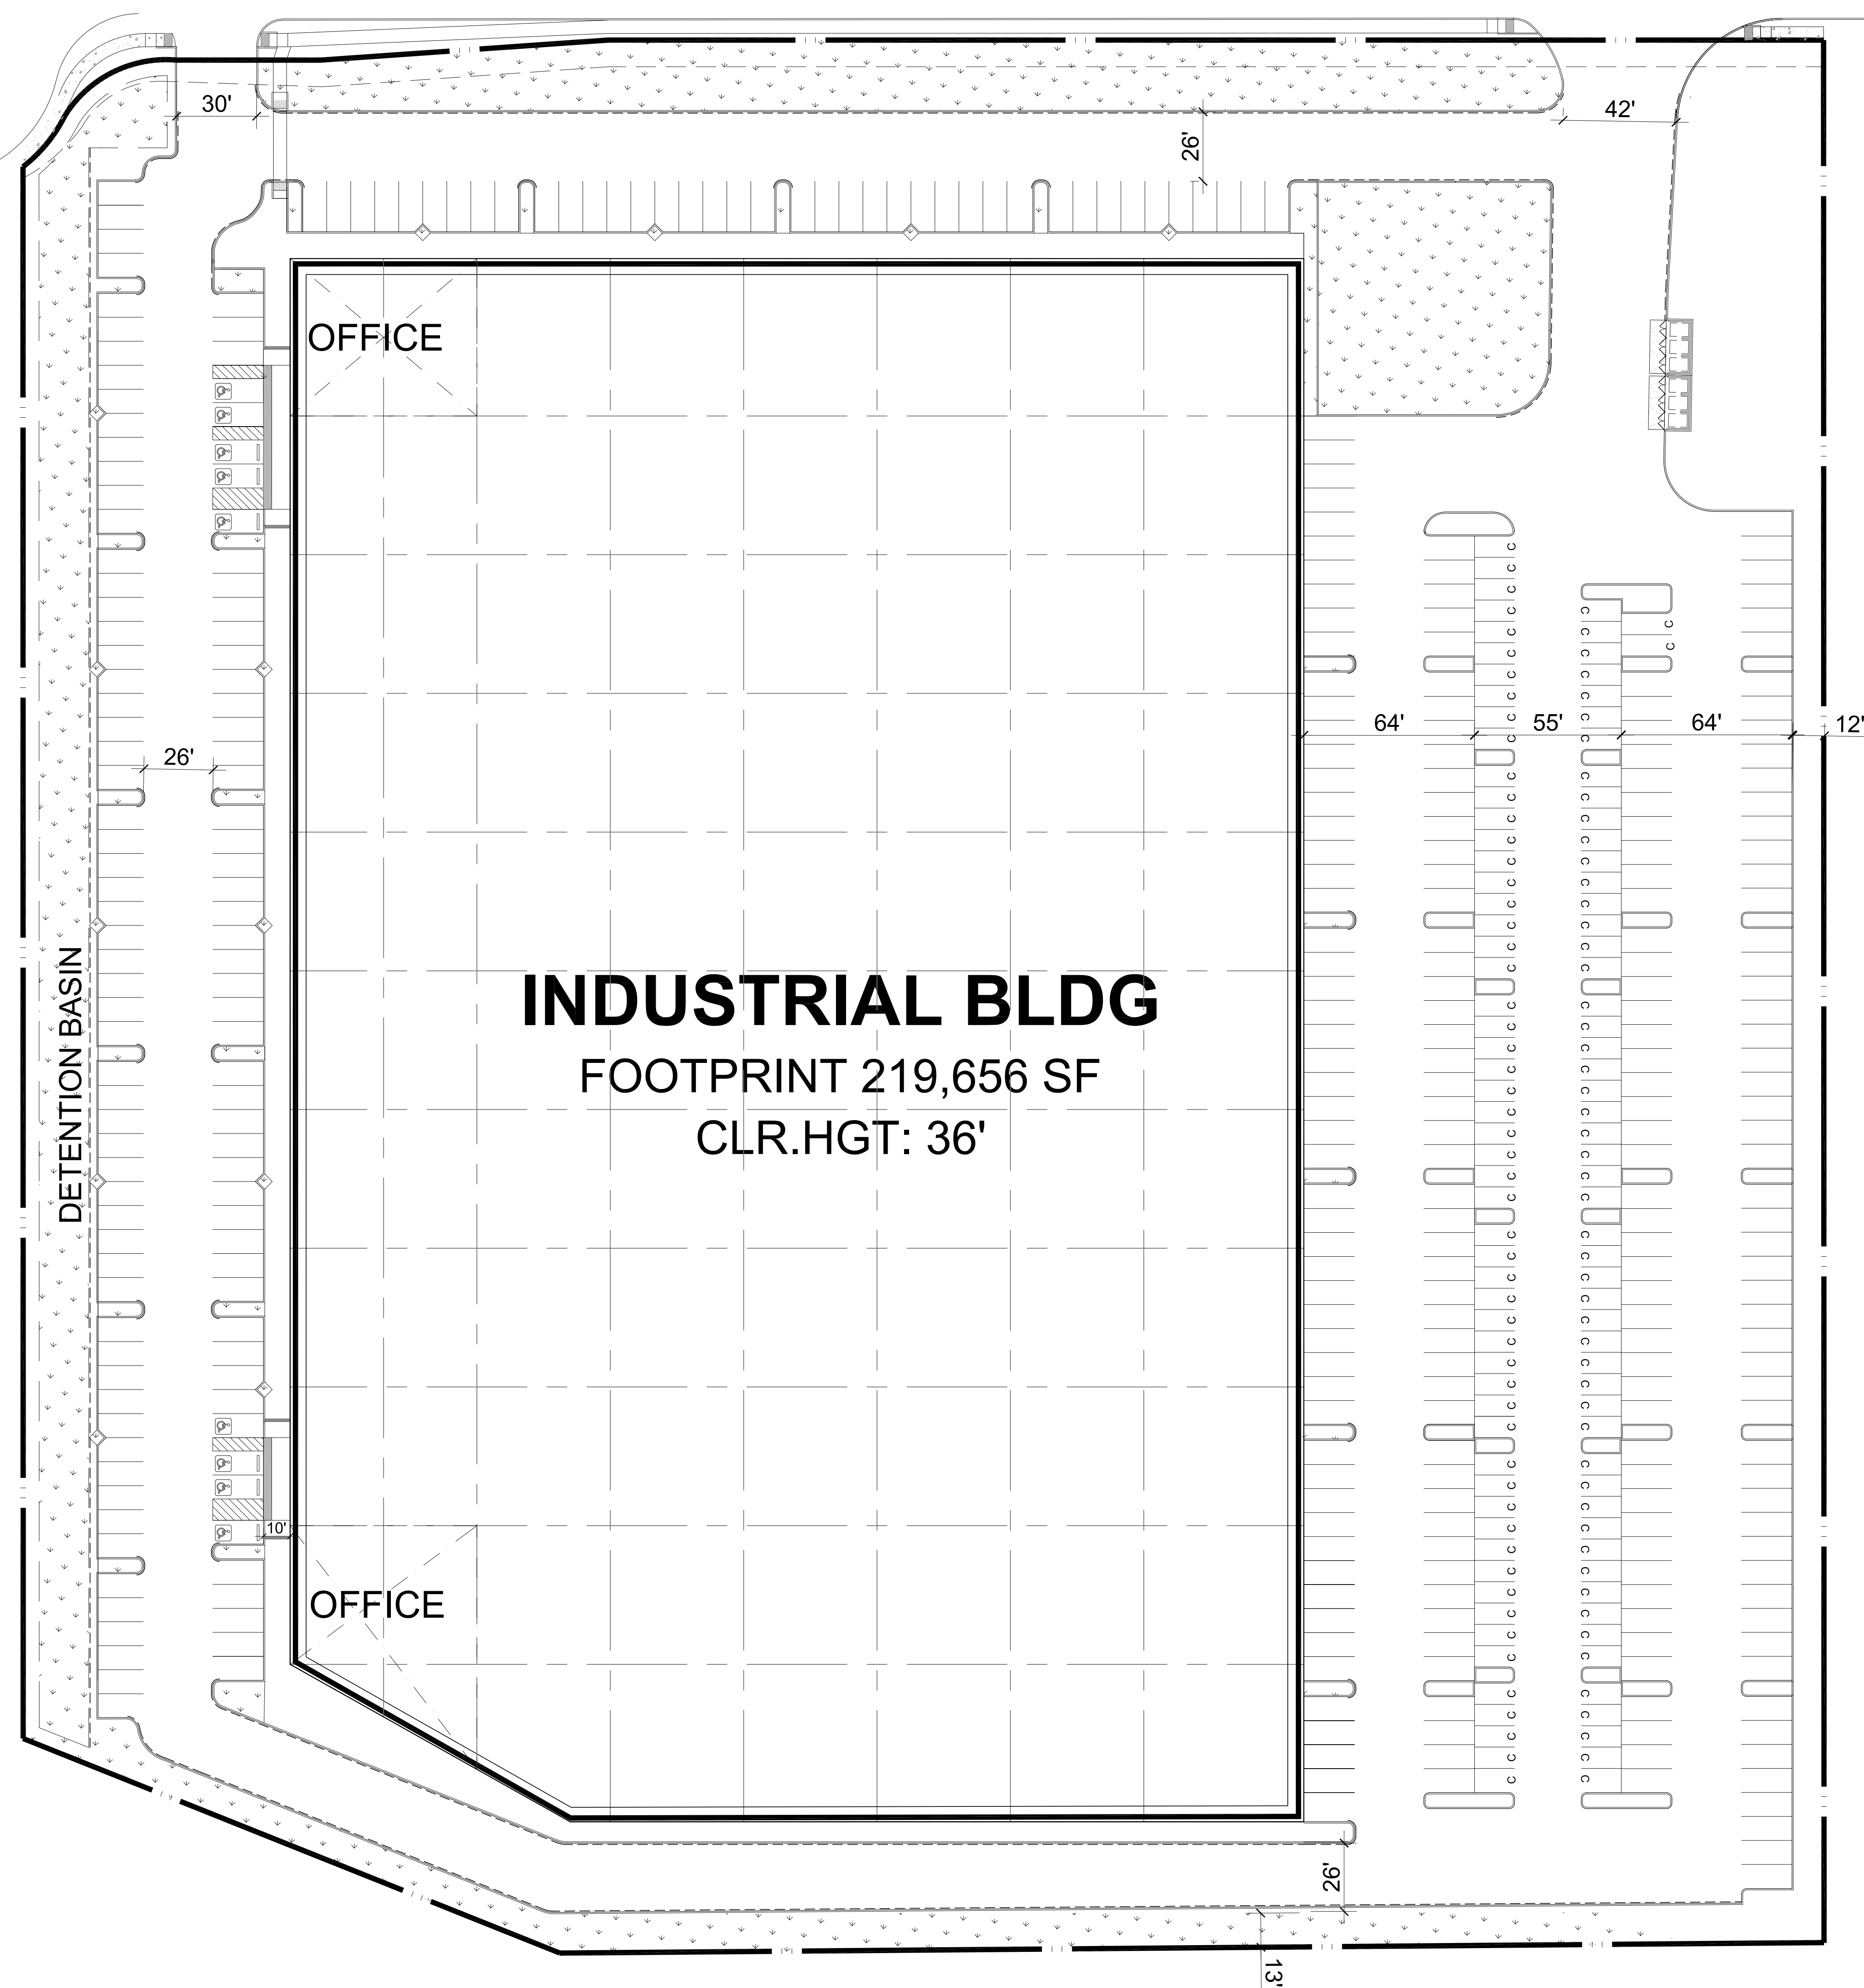 30'
42'
26'
OFFICE
64'
55'
64'
12'
26'
DETENTION BASIN
INDUSTRIAL BLDG
FOOTPRINT 219,656 SF
CLR.HGT: 36'
10'
OFFICE
26'
13'